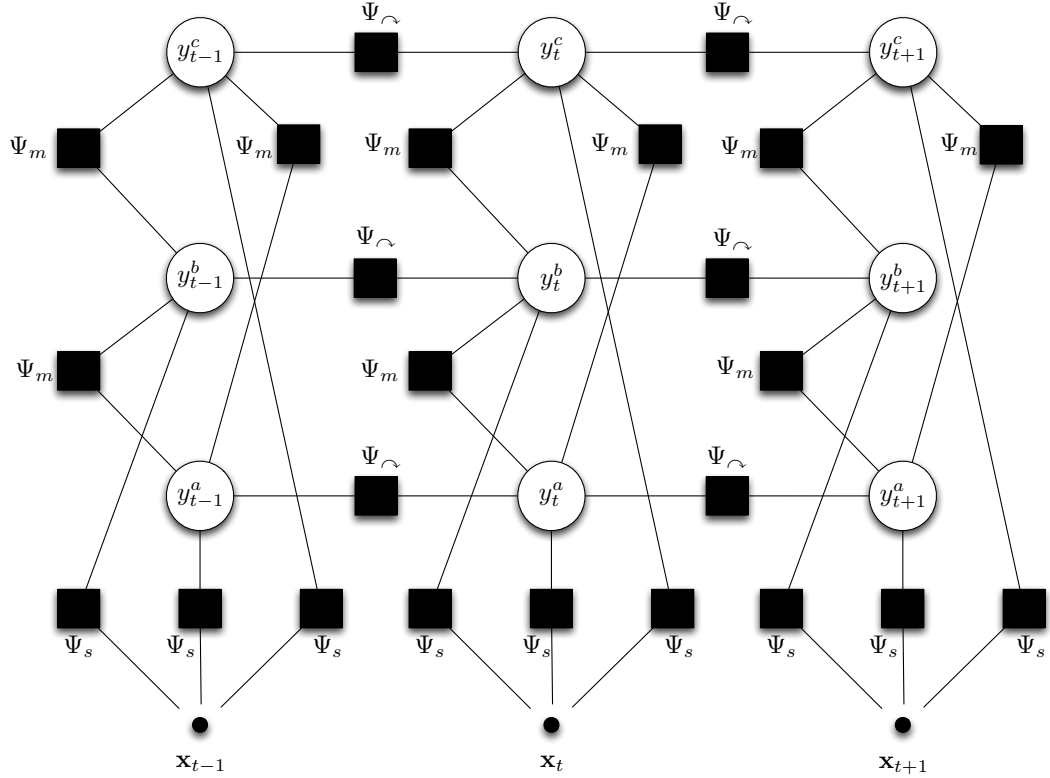 Ψ↷ Ψ↷
y^c_{t−1} y^c_t y^c_{t+1}
Ψ_m Ψ_m Ψ_m Ψ_m Ψ_m Ψ_m
Ψ↷ Ψ↷
y^b_{t−1} y^b_t y^b_{t+1}
Ψ_m Ψ_m Ψ_m
Ψ↷ Ψ↷
y^a_{t−1} y^a_t y^a_{t+1}
Ψ_s Ψ_s Ψ_s Ψ_s Ψ_s Ψ_s Ψ_s Ψ_s Ψ_s
x_{t−1} x_t x_{t+1}